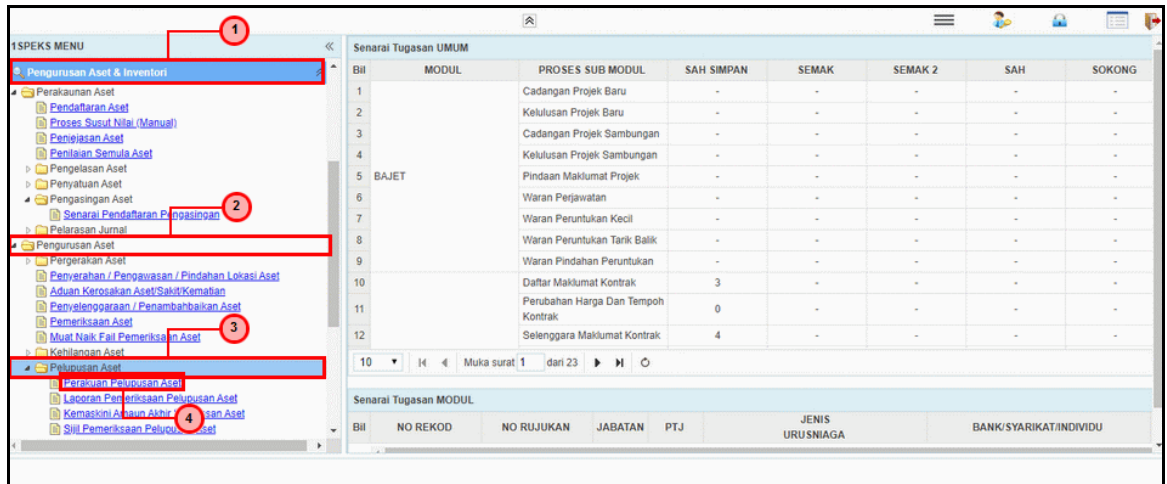 1
1SPEKS MENU
Pengurusan Aset & Inventori
Perakaunan Aset
Pendaftaran Aset
Proses Susut Nilai (Manual)
Penjejasan Aset
Penilaian Semula Aset
Pengelasan Aset
Penyatuan Aset
Pengasingan Aset
2
Senarai Pendaftaran Pengasingan
Pelarasan Jurnal
Pengurusan Aset
Pergerakan Aset
Penyerahan / Pengawasan / Pindahan Lokasi Aset
Aduan Kerosakan Aset/Sakit/Kematian
Penyelenggaraan / Penambahbaikan Aset
Pemeriksaan Aset
3
Muat Naik Fail Pemeriksaan Aset
Kehilangan Aset
Pelupusan Aset
Perakuan Pelupusan Aset
Laporan Pemeriksaan Pelupusan Aset
Kemaskini Amaun Akhir Pelupusan Aset
4
Sijil Pemeriksaan Pelupusan Aset
Senarai Tugasan UMUM
Bil MODUL PROSES SUB MODUL SAH SIMPAN SEMAK SEMAK 2 SAH SOKONG
1 Cadangan Projek Baru - - - - -
2 Kelulusan Projek Baru - - - - -
3 Cadangan Projek Sambungan - - - - -
4 Kelulusan Projek Sambungan - - - - -
5 BAJET Pindaan Maklumat Projek - - - - -
6 Waran Perjawatan - - - - -
7 Waran Peruntukan Kecil - - - - -
8 Waran Peruntukan Tarik Balik - - - - -
9 Waran Pindahan Peruntukan - - - - -
10 Daftar Maklumat Kontrak 3 - - - -
11 Perubahan Harga Dan Tempoh
Kontrak 0 - - - -
12 Selenggara Maklumat Kontrak 4 - - - -
10 Muka surat 1 dari 23
Senarai Tugasan MODUL
Bil NO REKOD NO RUJUKAN JABATAN PTJ JENIS
URUSNIAGA BANK/SYARIKAT/INDIVIDU